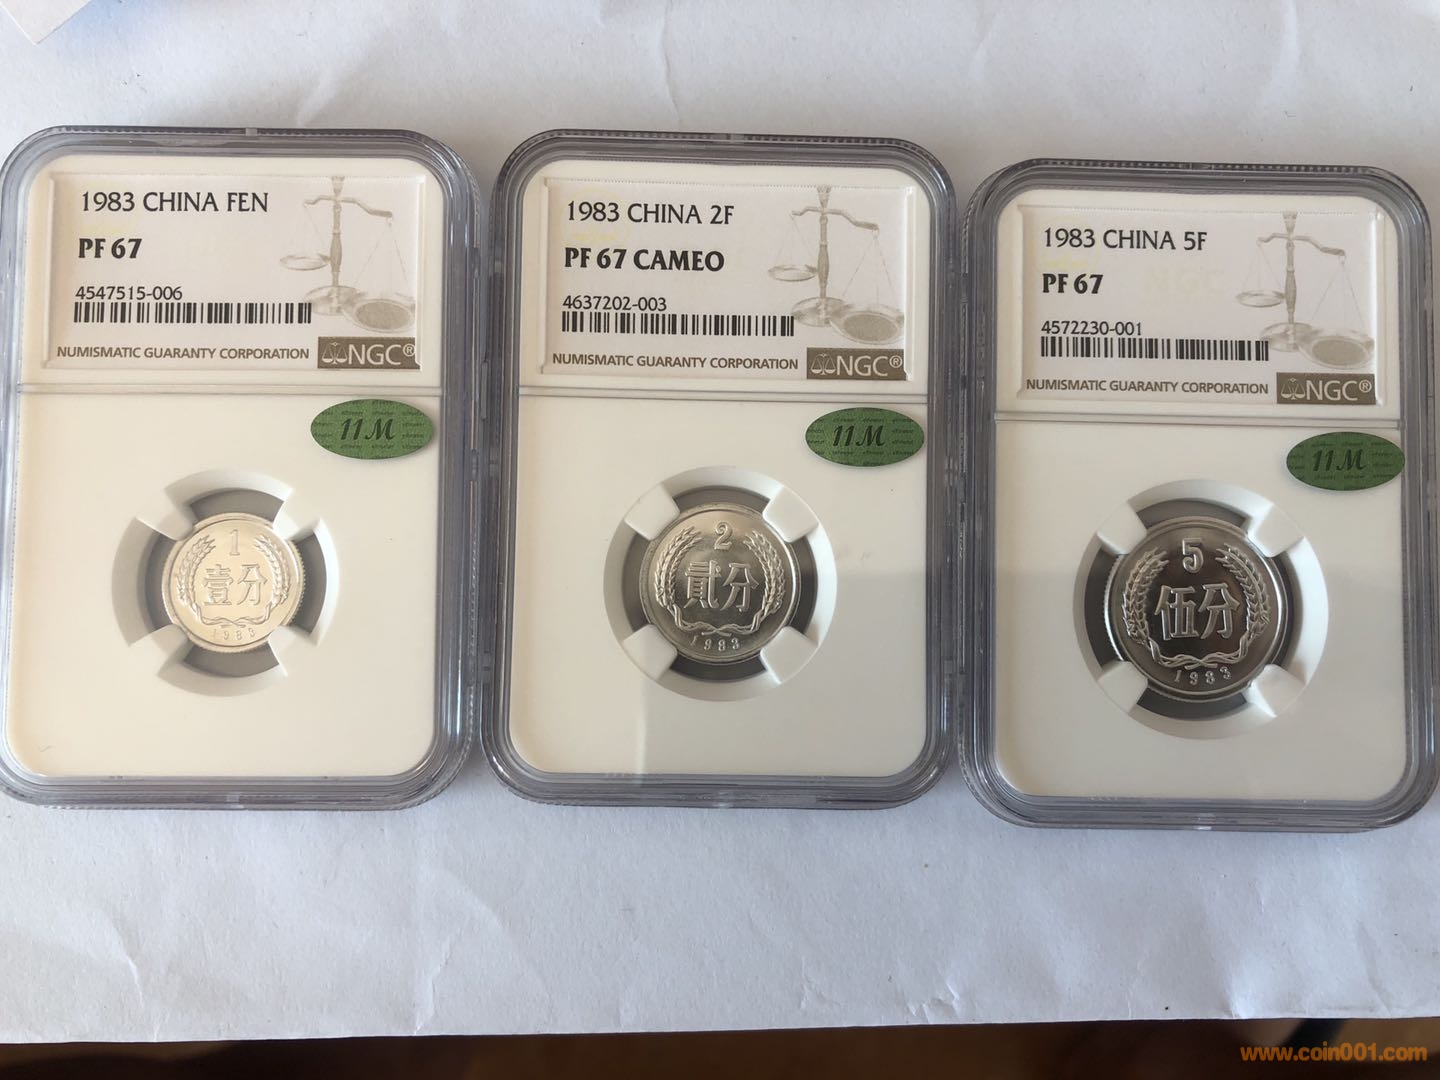 1983 CHINA FEN
PF 67
4547515-006
NUMISMATIC GUARANTY CORPORATION NGC®
11M
1
壹分
1983
1983 CHINA 2F
PF 67 CAMEO
4637202-003
NUMISMATIC GUARANTY CORPORATION NGC®
11M
2
貳分
1983
1983 CHINA 5F
PF 67
4572230-001
NUMISMATIC GUARANTY CORPORATION NGC®
11M
5
伍分
1983
www.coin001.com